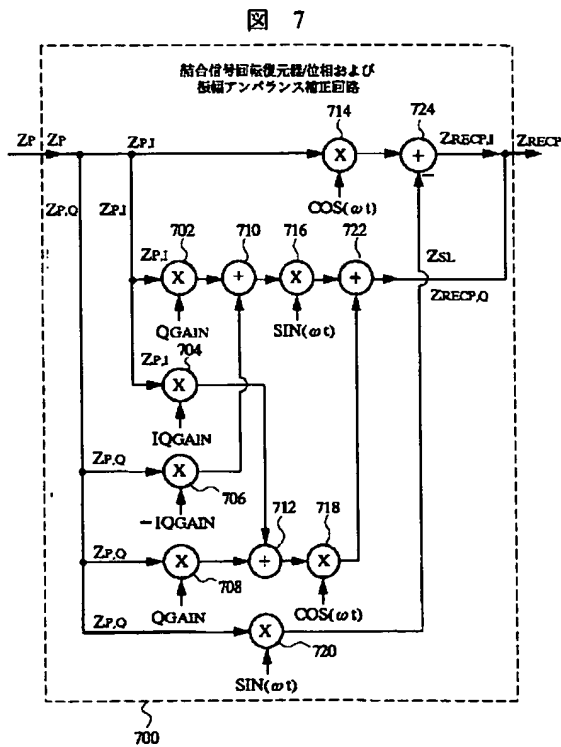 図 7
結合信号回転復元器/位相および
振幅アンバランス補正回路
714
724
ZP
ZP
ZP,I
ZRECP,I
ZRECP
X
+
−
COS(ωt)
ZP,Q
ZP,I
702
710
716
722
ZSL
ZP,I
X
+
X
+
ZRECP,Q
QGAIN
SIN(ωt)
ZP,I
704
X
IQGAIN
ZP,Q
X
706
−IQGAIN
712
718
ZP,Q
X
708
+
X
QGAIN
COS(ωt)
ZP,Q
X
720
SIN(ωt)
700